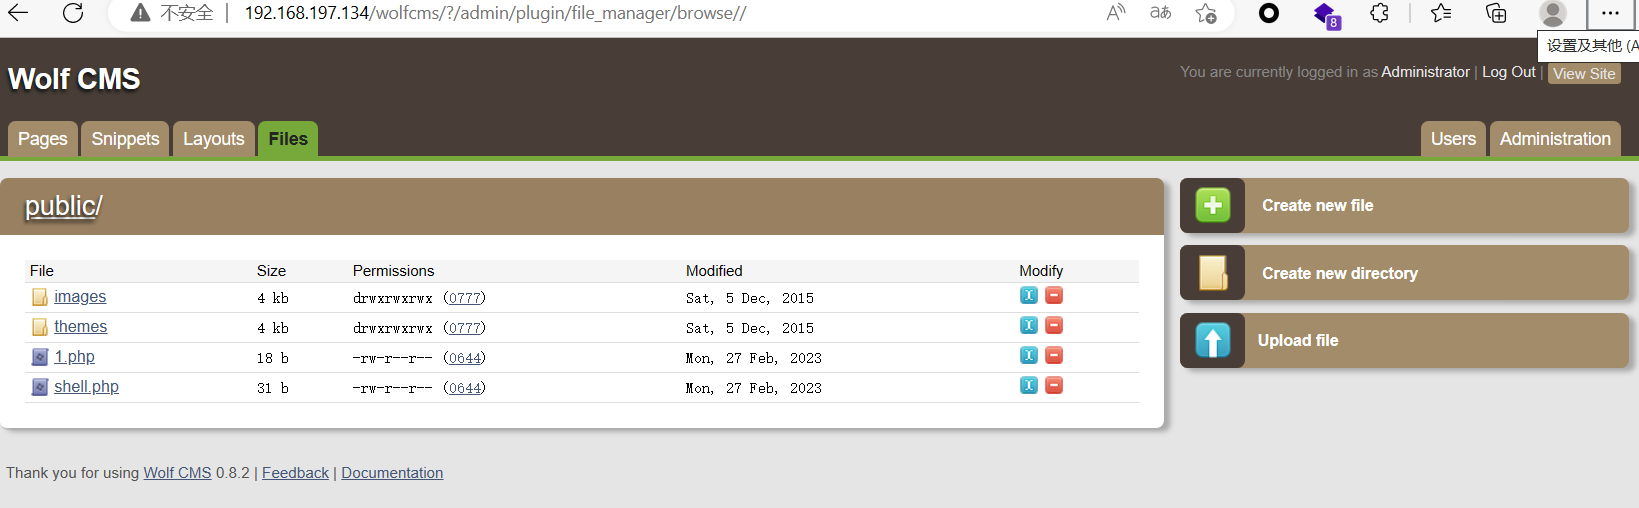 不安全 192.168.197.134/wolfcms/?/admin/plugin/file_manager/browse//
8
设置及其他 (A
Wolf CMS
You are currently logged in as Administrator | Log Out | View Site
Pages Snippets Layouts Files Users Administration
public/
Create new file
Create new directory
Upload file
File Size Permissions Modified Modify
images 4 kb drwxrwxrwx (0777) Sat, 5 Dec, 2015
themes 4 kb drwxrwxrwx (0777) Sat, 5 Dec, 2015
1.php 18 b -rw-r--r-- (0644) Mon, 27 Feb, 2023
shell.php 31 b -rw-r--r-- (0644) Mon, 27 Feb, 2023
Thank you for using Wolf CMS 0.8.2 | Feedback | Documentation